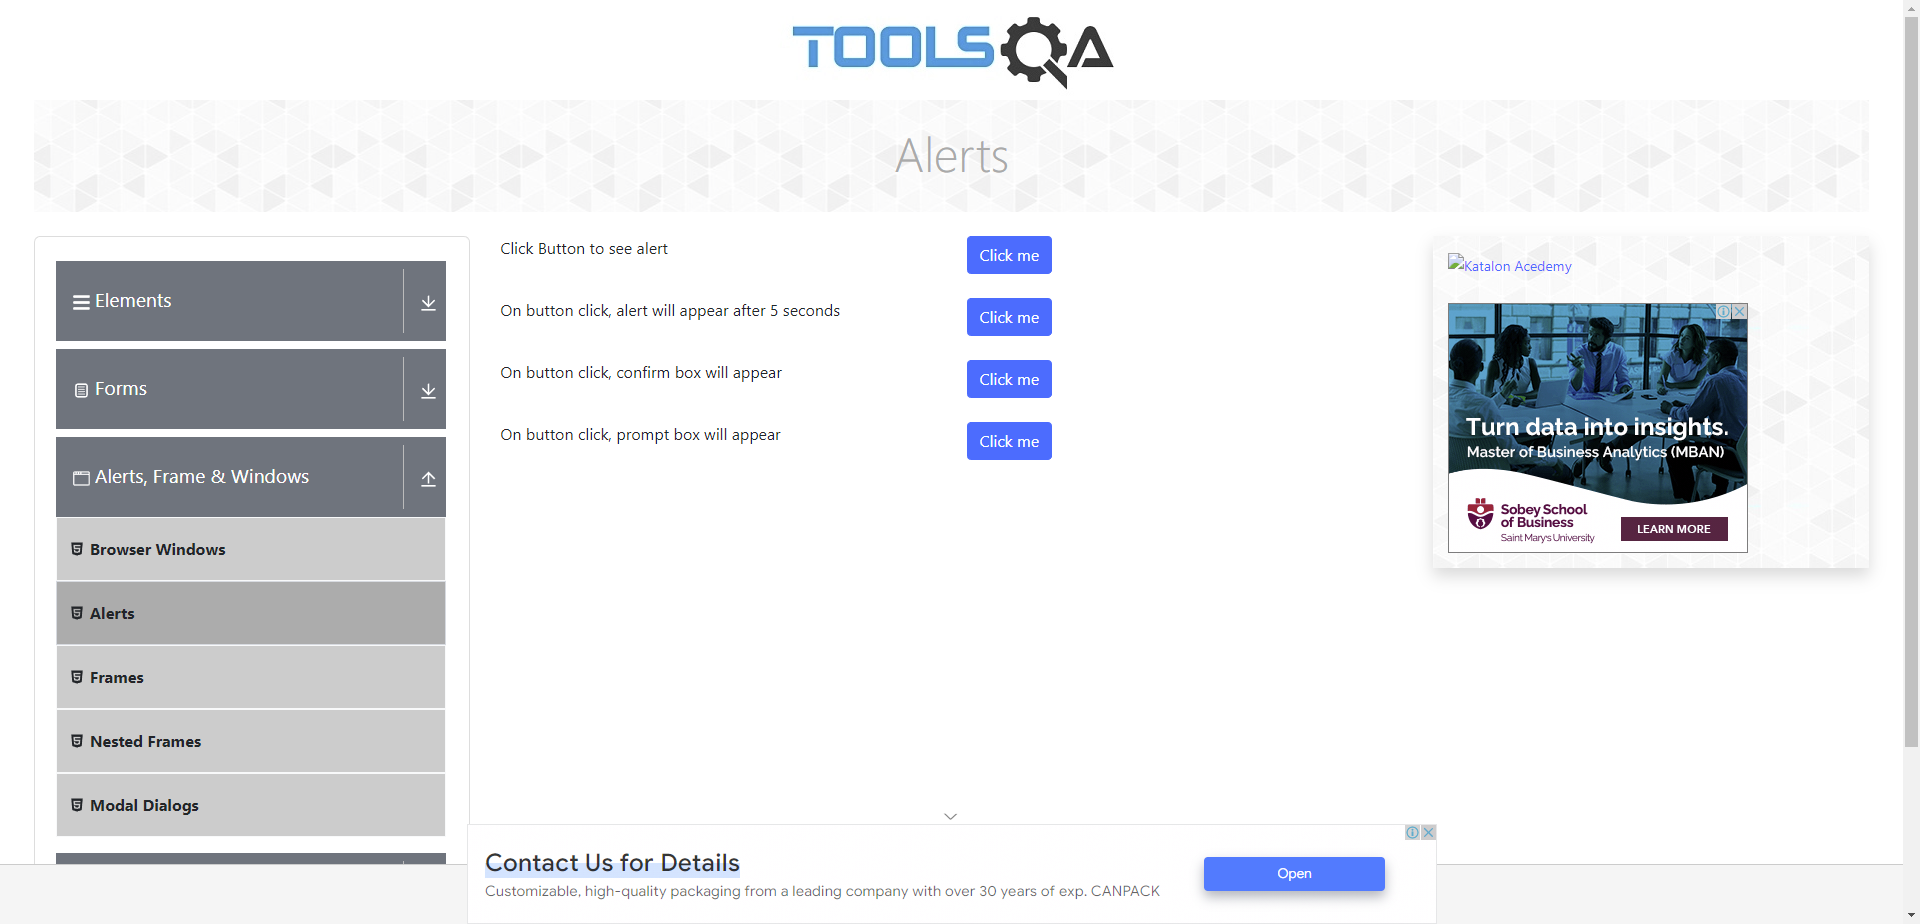 TOOLSQA
Alerts
Elements
Forms
Alerts, Frame & Windows
Browser Windows
Alerts
Frames
Nested Frames
Modal Dialogs
Click Button to see alert
Click me
On button click, alert will appear after 5 seconds
Click me
On button click, confirm box will appear
Click me
On button click, prompt box will appear
Click me
Katalon Acedemy
Turn data into insights.
Master of Business Analytics (MBAN)
Sobey School
of Business
Saint Mary's University
LEARN MORE
Contact Us for Details
Customizable, high-quality packaging from a leading company with over 30 years of exp. CANPACK
Open